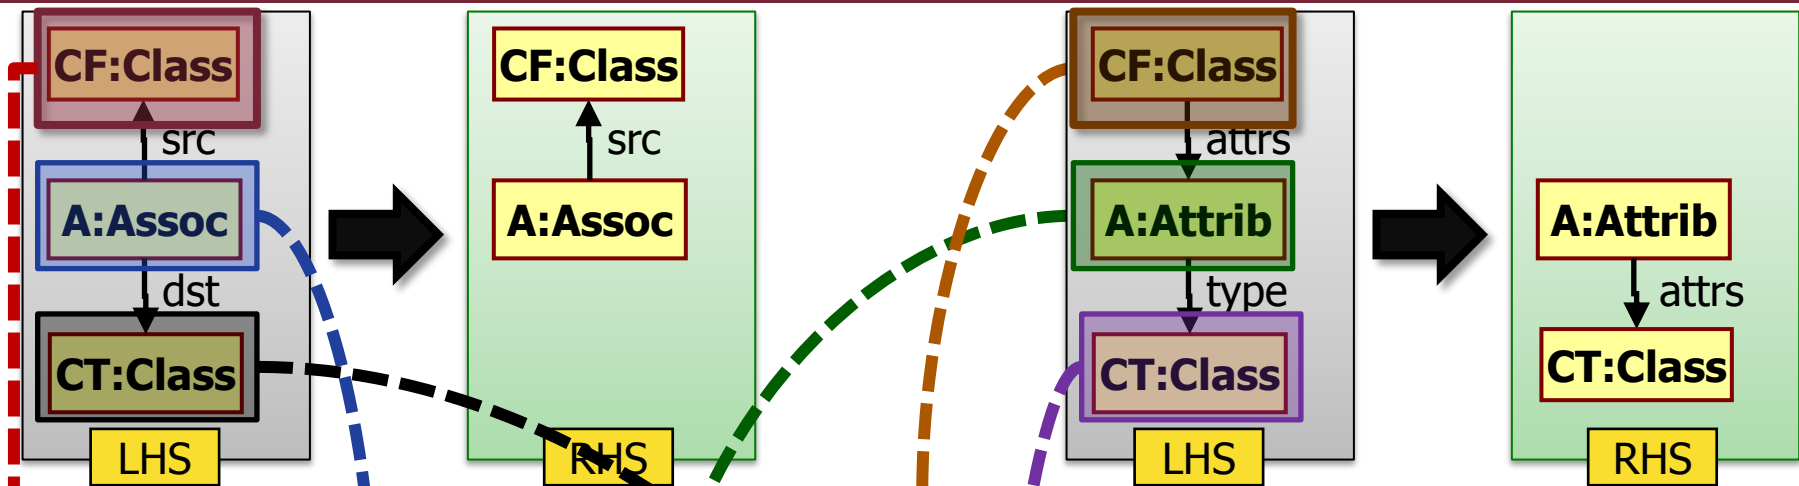 CF:Class
src
A:Assoc
dst
CT:Class
LHS
CF:Class
src
A:Assoc
RHS
CF:Class
attrs
A:Attrib
type
CT:Class
LHS
A:Attrib
attrs
CT:Class
RHS